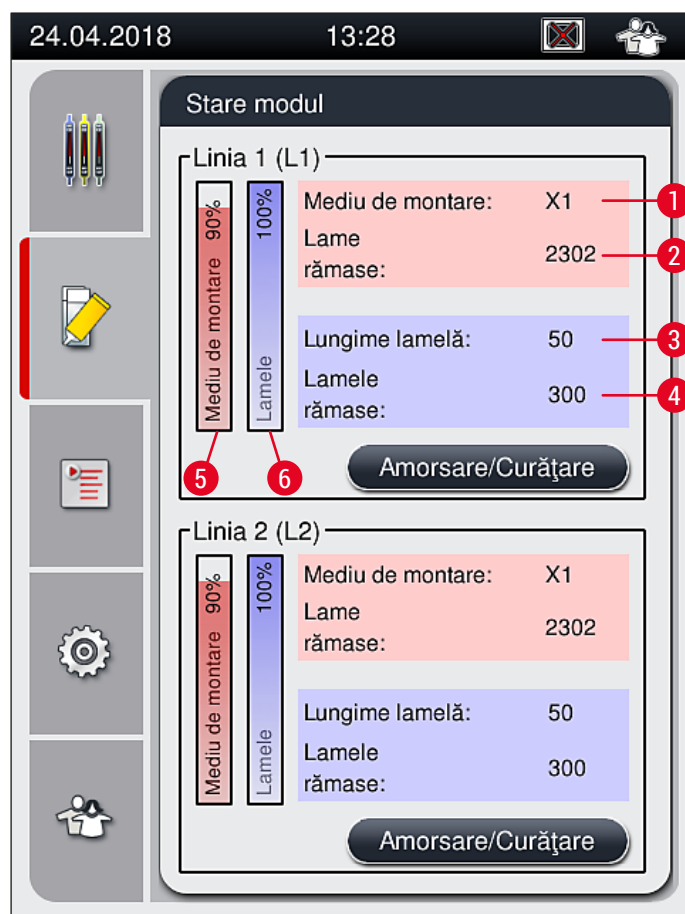 24.04.2018 13:28
Stare modul
Linia 1 (L1)
Mediu de montare 90%
Lamele 100%
Mediu de montare: X1
Lame
rămase: 2302
Lungime lamelă: 50
Lamele
rămase: 300
1
2
3
4
5
6
Amorsare/Curăţare
Linia 2 (L2)
Mediu de montare 90%
Lamele 100%
Mediu de montare: X1
Lame
rămase: 2302
Lungime lamelă: 50
Lamele
rămase: 300
Amorsare/Curăţare